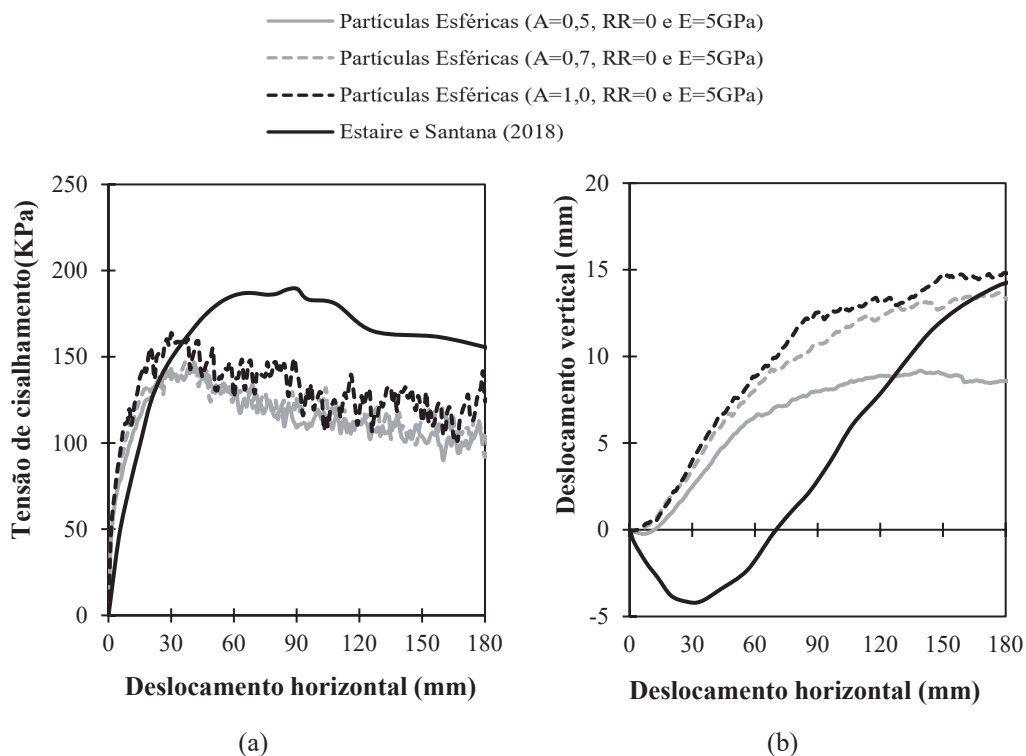 Partículas Esféricas (A=0,5, RR=0 e E=5GPa)
Partículas Esféricas (A=0,7, RR=0 e E=5GPa)
Partículas Esféricas (A=1,0, RR=0 e E=5GPa)
Estaire e Santana (2018)
Tensão de cisalhamento(KPa)
250
200
150
100
50
0
0 30 60 90 120 150 180
Deslocamento horizontal (mm)
(a)
Deslocamento vertical (mm)
20
15
10
5
0
-5
0 30 60 90 120 150 180
Deslocamento horizontal (mm)
(b)